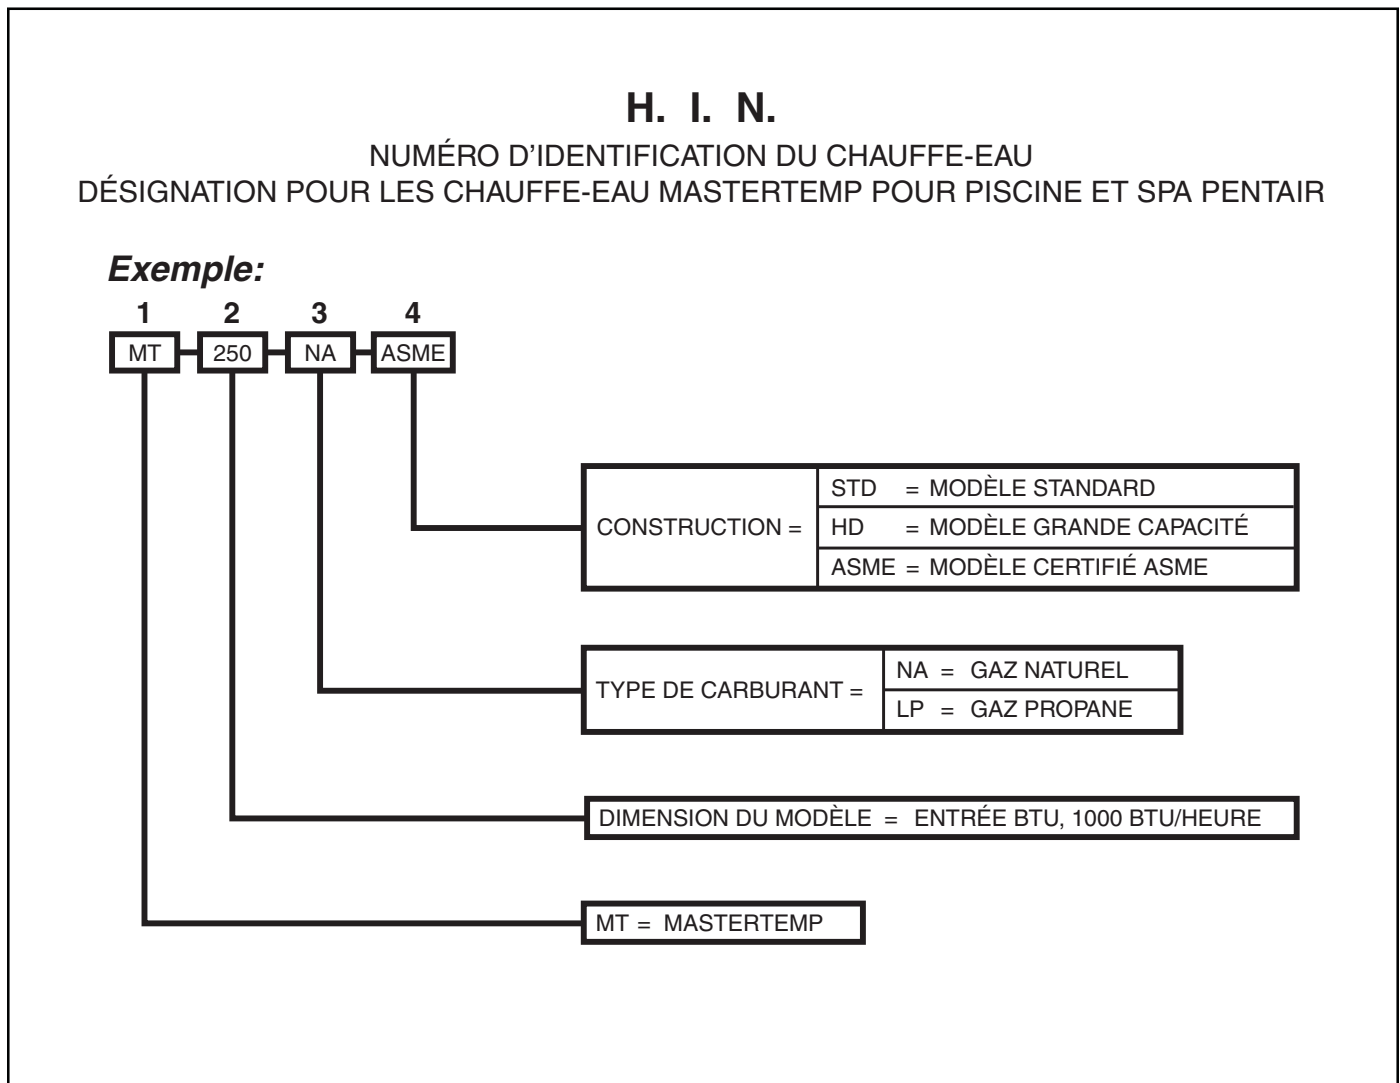 H. I. N.
NUMÉRO D'IDENTIFICATION DU CHAUFFE-EAU
DÉSIGNATION POUR LES CHAUFFE-EAU MASTERTEMP POUR PISCINE ET SPA PENTAIR
Exemple:
1 2 3 4
MT 250 NA ASME
CONSTRUCTION =
STD = MODÈLE STANDARD
HD = MODÈLE GRANDE CAPACITÉ
ASME = MODÈLE CERTIFIÉ ASME
TYPE DE CARBURANT =
NA = GAZ NATUREL
LP = GAZ PROPANE
DIMENSION DU MODÈLE = ENTRÉE BTU, 1000 BTU/HEURE
MT = MASTERTEMP